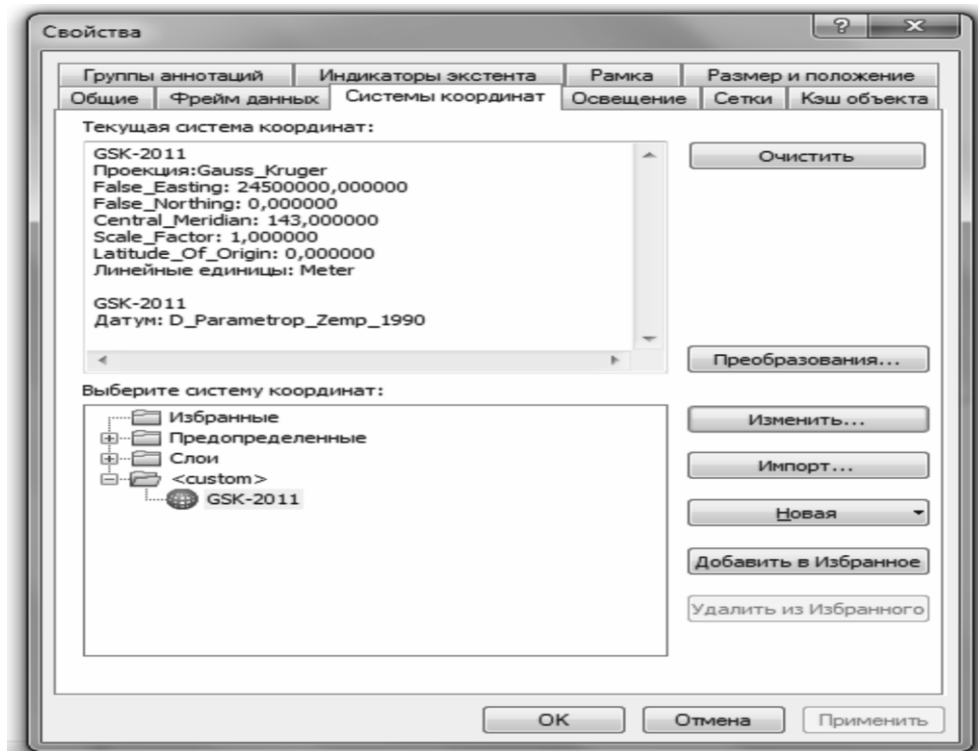 Свойства
Группы аннотаций Индикаторы экстента Рамка Размер и положение
Общие Фрейм данных Системы координат Освещение Сетки Кэш объекта
Текущая система координат:
GSK-2011
Проекция:Gauss_Kruger
False_Easting: 24500000,000000
False_Northing: 0,000000
Central_Meridian: 143,000000
Scale_Factor: 1,000000
Latitude_Of_Origin: 0,000000
Линейные единицы: Meter
GSK-2011
Датум: D_Parametrop_Zemp_1990
Очистить
Преобразования...
Выберите систему координат:
Избранные
Предопределенные
Слои
<custom>
GSK-2011
Изменить...
Импорт...
Новая
Добавить в Избранное
Удалить из Избранного
OK Отмена Применить